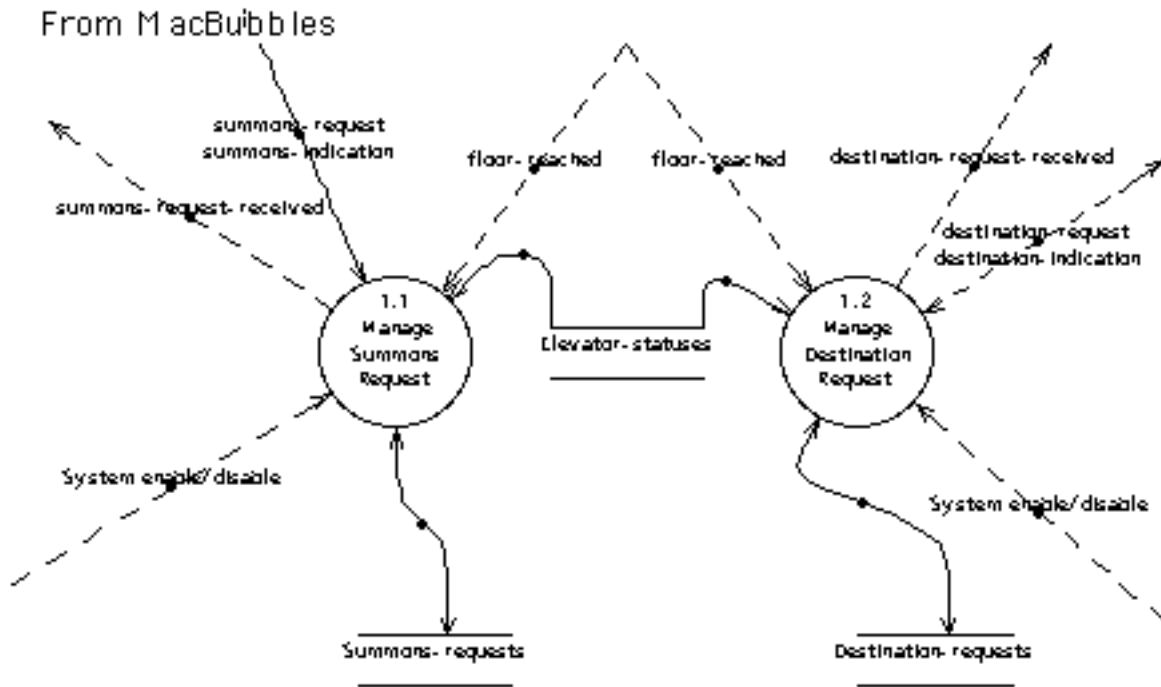 From MacBubbles
summons-request
summons-indication
floor-reached
floor-reached
destination-request-received
summons-request-received
destination-request
destination-indication
1.1
Manage
Summons
Request
Elevator-statuses
1.2
Manage
Destination
Request
System enable/disable
System enable/disable
Summons-requests
Destination-requests